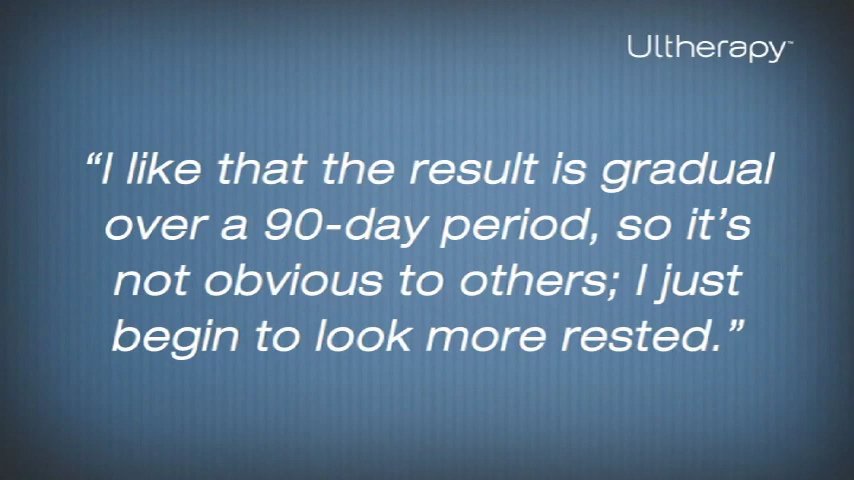 Ultherapy™
“I like that the result is gradual
over a 90-day period, so it’s
not obvious to others; I just
begin to look more rested.”